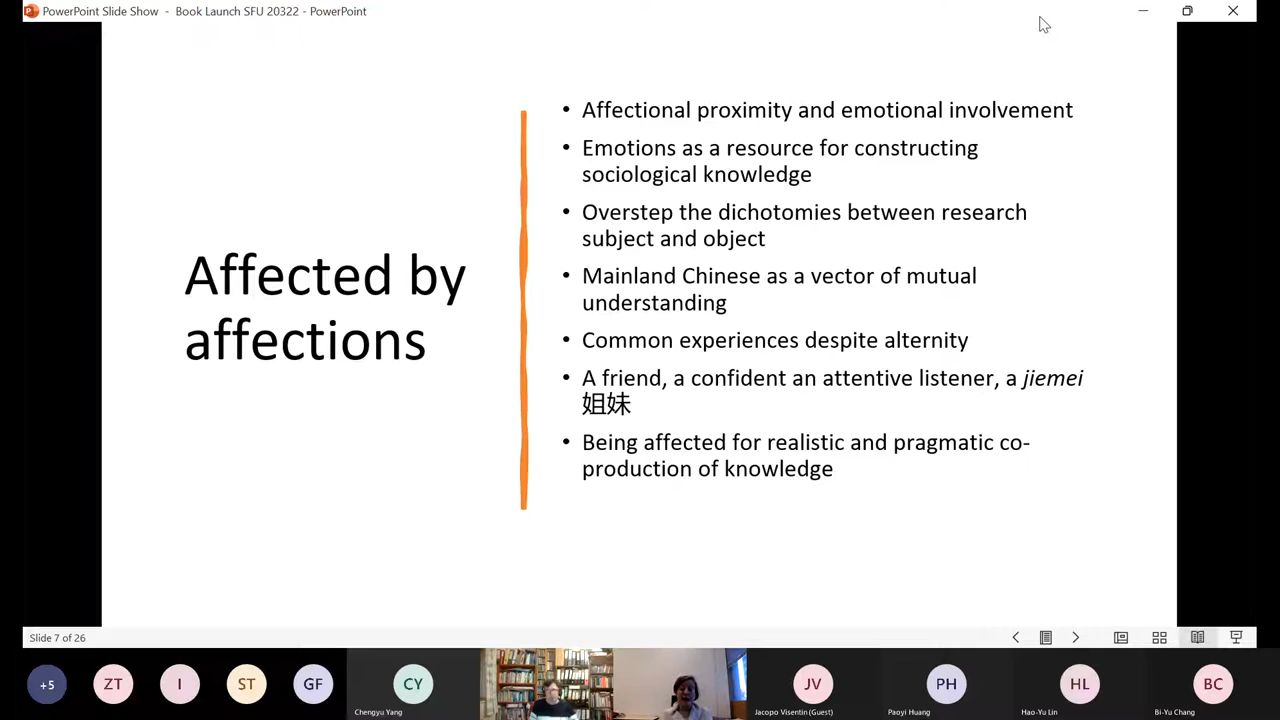 PowerPoint Slide Show - Book Launch SFU 20322 - PowerPoint
Affected by
affections
• Affectional proximity and emotional involvement
• Emotions as a resource for constructing
sociological knowledge
• Overstep the dichotomies between research
subject and object
• Mainland Chinese as a vector of mutual
understanding
• Common experiences despite alternity
• A friend, a confident an attentive listener, a jiemei
姐妹
• Being affected for realistic and pragmatic co-
production of knowledge
Slide 7 of 26
+5
ZT
I
ST
GF
CY
Chengyu Yang
JV
Jacopo Visentin (Guest)
PH
Paoyi Huang
HL
Hao-Yu Lin
BC
Bi-Yu Chang